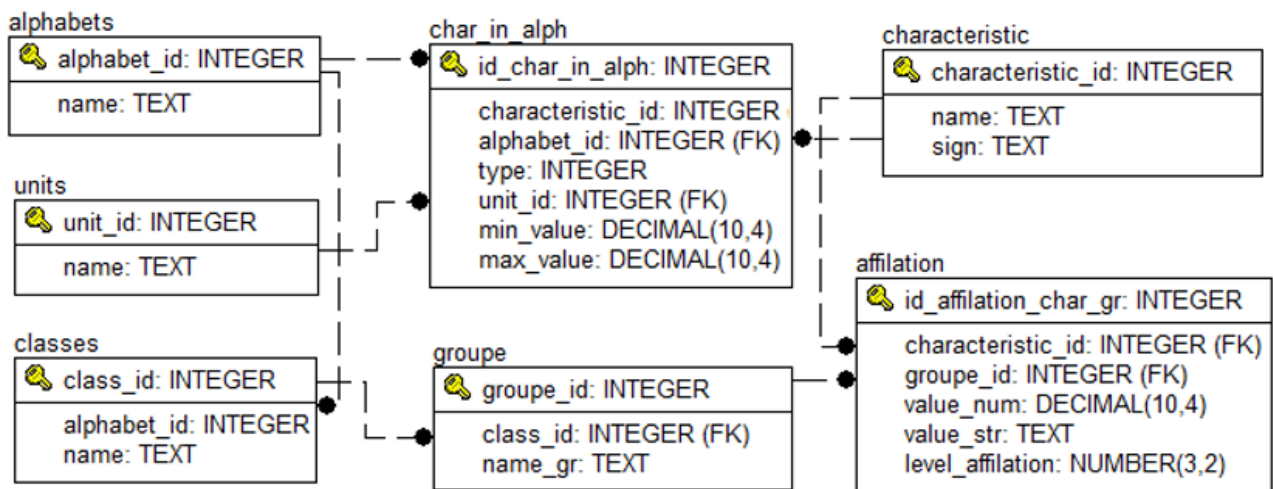 alphabets
alphabet_id: INTEGER
name: TEXT
units
unit_id: INTEGER
name: TEXT
classes
class_id: INTEGER
alphabet_id: INTEGER
name: TEXT
char_in_alph
id_char_in_alph: INTEGER
characteristic_id: INTEGER
alphabet_id: INTEGER (FK)
type: INTEGER
unit_id: INTEGER (FK)
min_value: DECIMAL(10,4)
max_value: DECIMAL(10,4)
groupe
groupe_id: INTEGER
class_id: INTEGER (FK)
name_gr: TEXT
characteristic
characteristic_id: INTEGER
name: TEXT
sign: TEXT
affilation
id_affilation_char_gr: INTEGER
characteristic_id: INTEGER (FK)
groupe_id: INTEGER (FK)
value_num: DECIMAL(10,4)
value_str: TEXT
level_affilation: NUMBER(3,2)